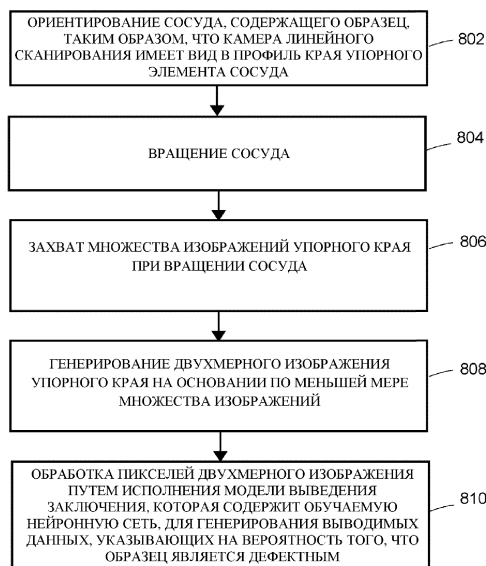 ОРИЕНТИРОВАНИЕ СОСУДА, СОДЕРЖАЩЕГО ОБРАЗЕЦ,
ТАКИМ ОБРАЗОМ, ЧТО КАМЕРА ЛИНЕЙНОГО
СКАНИРОВАНИЯ ИМЕЕТ ВИД В ПРОФИЛЬ КРАЯ УПОРНОГО
ЭЛЕМЕНТА СОСУДА
802
ВРАЩЕНИЕ СОСУДА
804
ЗАХВАТ МНОЖЕСТВА ИЗОБРАЖЕНИЙ УПОРНОГО КРАЯ
ПРИ ВРАЩЕНИИ СОСУДА
806
ГЕНЕРИРОВАНИЕ ДВУХМЕРНОГО ИЗОБРАЖЕНИЯ
УПОРНОГО КРАЯ НА ОСНОВАНИИ ПО МЕНЬШЕЙ МЕРЕ
МНОЖЕСТВА ИЗОБРАЖЕНИЙ
808
ОБРАБОТКА ПИКСЕЛЕЙ ДВУХМЕРНОГО ИЗОБРАЖЕНИЯ
ПУТЕМ ИСПОЛНЕНИЯ МОДЕЛИ ВЫВЕДЕНИЯ
ЗАКЛЮЧЕНИЯ, КОТОРАЯ СОДЕРЖИТ ОБУЧАЕМУЮ
НЕЙРОННУЮ СЕТЬ, ДЛЯ ГЕНЕРИРОВАНИЯ ВЫВОДИМЫХ
ДАННЫХ, УКАЗЫВАЮЩИХ НА ВЕРОЯТНОСТЬ ТОГО, ЧТО
ОБРАЗЕЦ ЯВЛЯЕТСЯ ДЕФЕКТНЫМ
810